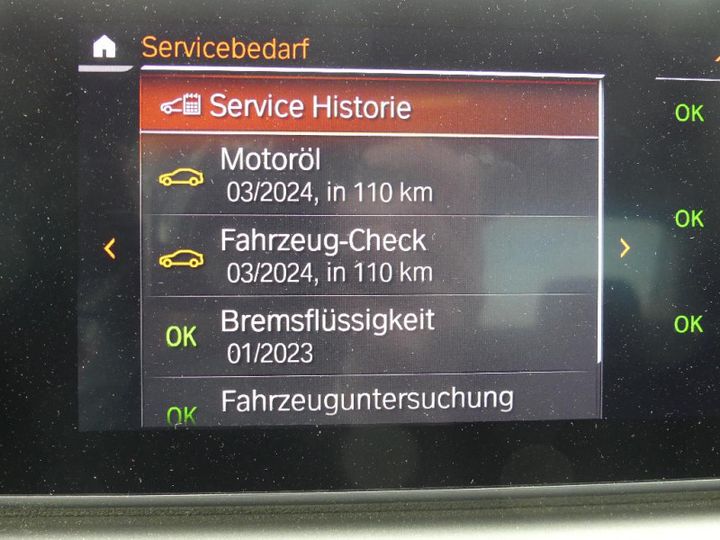 Servicebedarf
Service Historie
OK
Motoröl
03/2024, in 110 km
Fahrzeug-Check
03/2024, in 110 km
OK
OK
Bremsflüssigkeit
01/2023
OK
OK
Fahrzeuguntersuchung